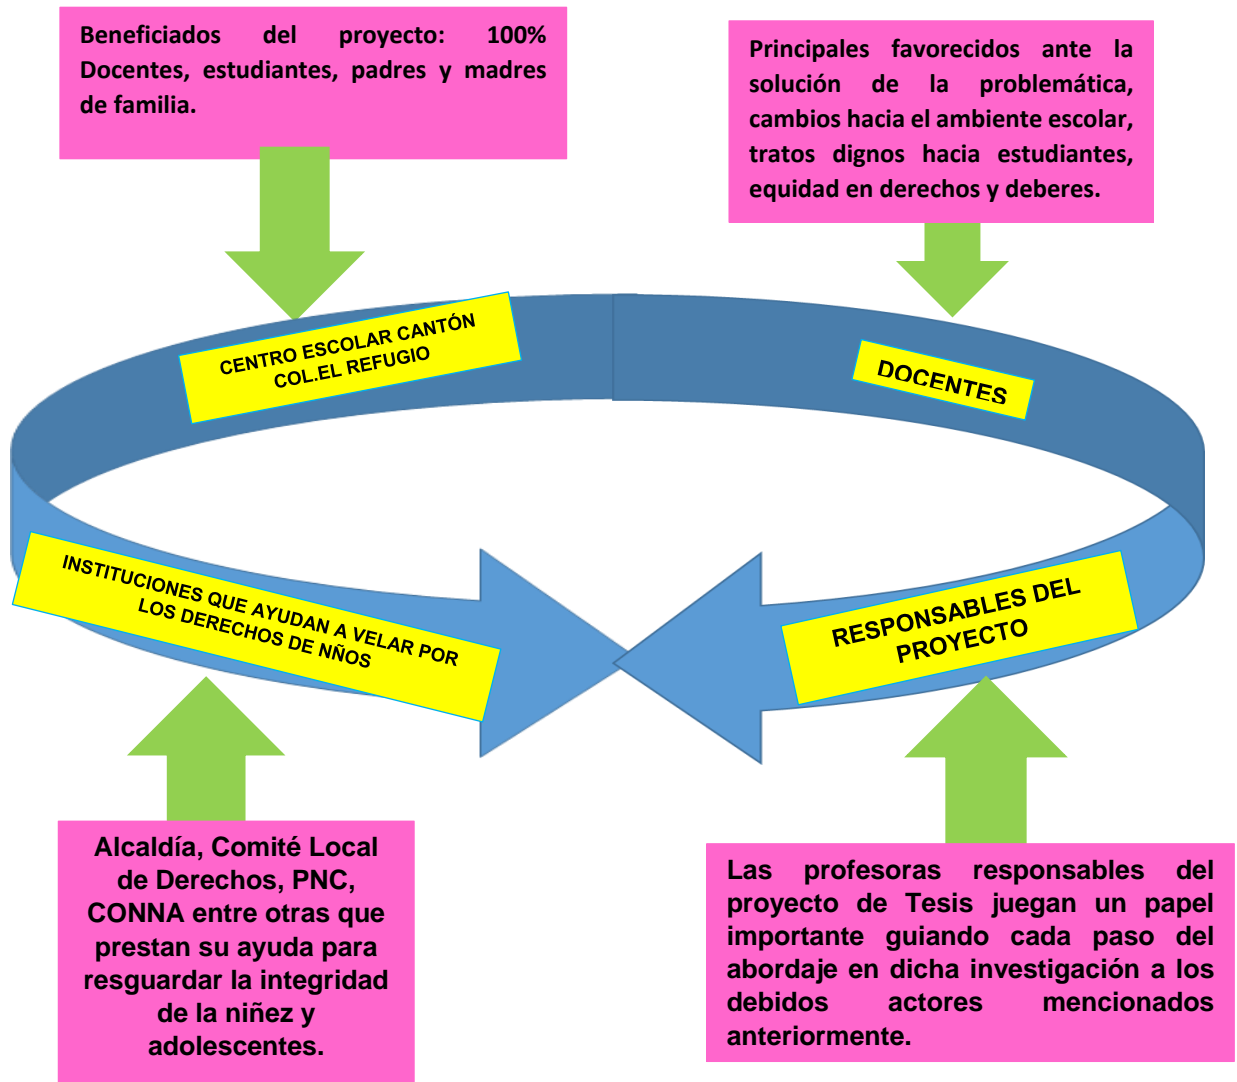 Beneficiados del proyecto: 100%
Docentes, estudiantes, padres y madres
de familia.
Principales favorecidos ante la
solución de la problemática,
cambios hacia el ambiente escolar,
tratos dignos hacia estudiantes,
equidad en derechos y deberes.
CENTRO ESCOLAR CANTÓN
COL.EL REFUGIO
DOCENTES
INSTITUCIONES QUE AYUDAN A VELAR POR
LOS DERECHOS DE NÑOS
RESPONSABLES DEL
PROYECTO
Alcaldía, Comité Local
de Derechos, PNC,
CONNA entre otras que
prestan su ayuda para
resguardar la integridad
de la niñez y
adolescentes.
Las profesoras responsables del
proyecto de Tesis juegan un papel
importante guiando cada paso del
abordaje en dicha investigación a los
debidos actores mencionados
anteriormente.